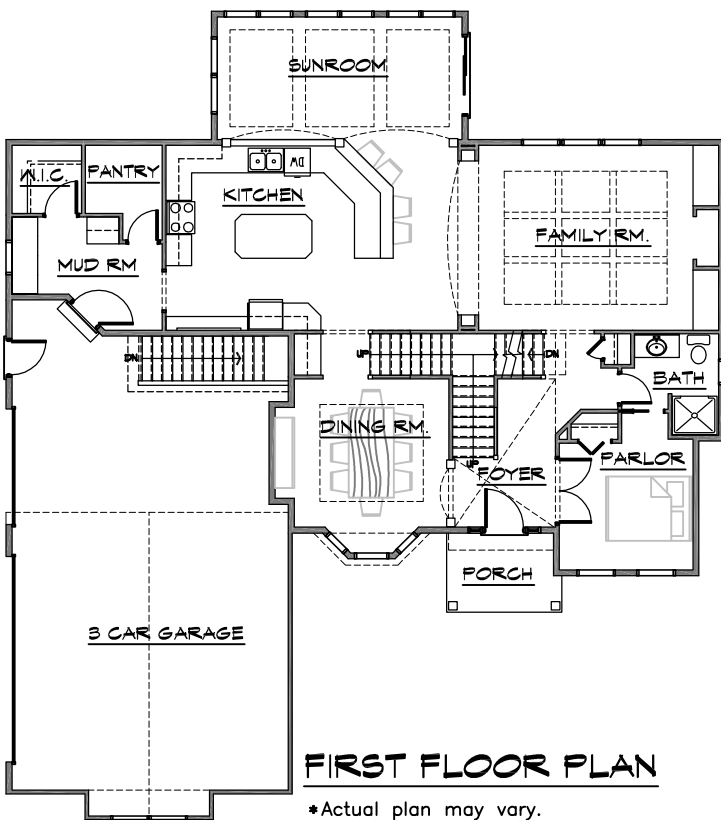 SUNROOM
W.I.C.
PANTRY
DW
KITCHEN
FAMILY RM.
MUD RM
DN
UP
DN
BATH
DINING RM.
UP
FOYER
PARLOR
PORCH
3 CAR GARAGE
FIRST FLOOR PLAN
*Actual plan may vary.